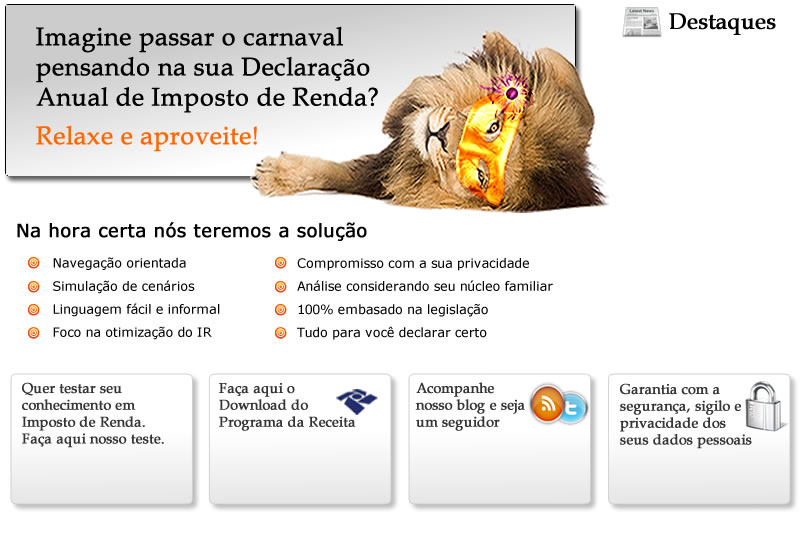 Imagine passar o carnaval
pensando na sua Declaração
Anual de Imposto de Renda?
Relaxe e aproveite!
Latest News
Destaques
Na hora certa nós teremos a solução
Navegação orientada
Simulação de cenários
Linguagem fácil e informal
Foco na otimização do IR
Compromisso com a sua privacidade
Análise considerando seu núcleo familiar
100% embasado na legislação
Tudo para você declarar certo
Quer testar seu
conhecimento em
Imposto de Renda.
Faça aqui nosso teste.
Faça aqui o
Download do
Programa da Receita
Acompanhe
nosso blog e seja
um seguidor
t
Garantia com a
segurança, sigilo e
privacidade dos
seus dados pessoais